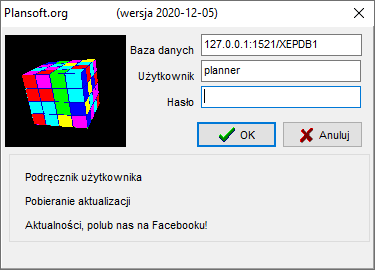 Plansoft.org (wersja 2020-12-05)
Baza danych 127.0.0.1:1521/XEPDB1
Użytkownik planner
Hasło
OK Anuluj
Podręcznik użytkownika
Pobieranie aktualizacji
Aktualności, polub nas na Facebooku!